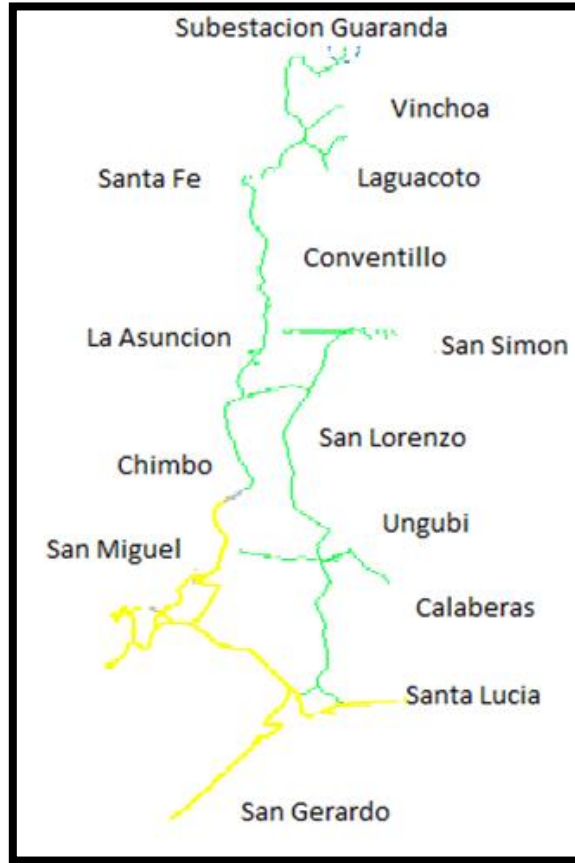 Subestacion Guaranda
Vinchoa
Santa Fe
Laguacoto
Conventillo
La Asuncion
San Simon
San Lorenzo
Chimbo
Ungubi
San Miguel
Calaberas
Santa Lucia
San Gerardo